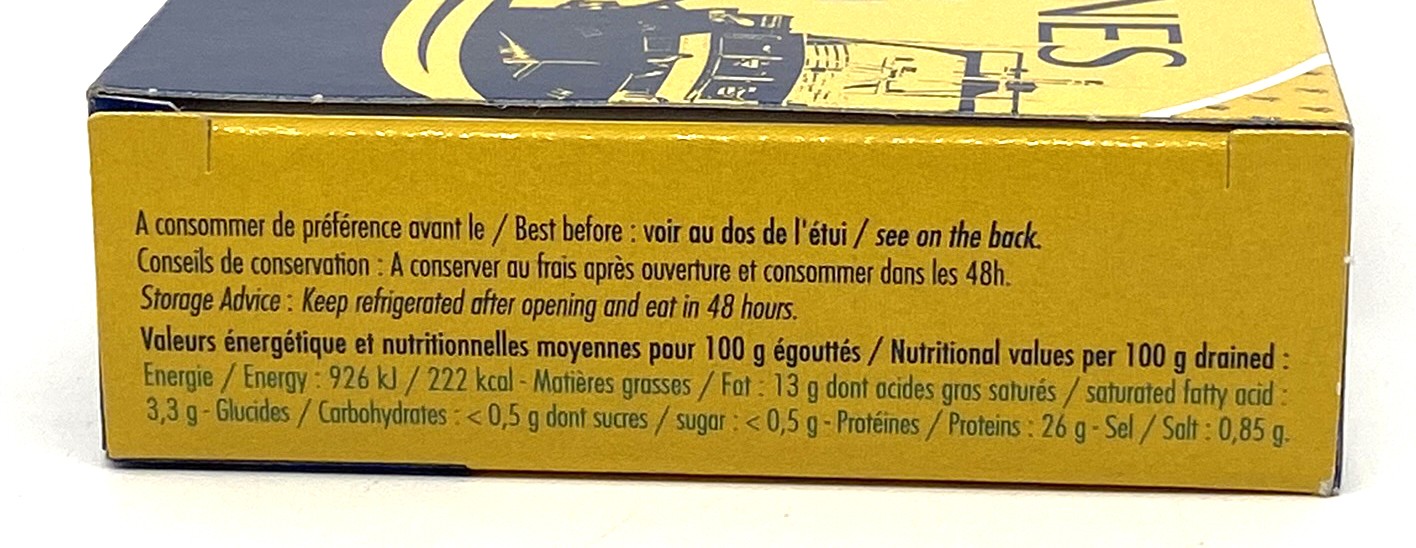 NES
A consommer de préférence avant le / Best before : voir au dos de l'étui / see on the back.
Conseils de conservation : A conserver au frais après ouverture et consommer dans les 48h.
Storage Advice : Keep refrigerated after opening and eat in 48 hours.
Valeurs énergétique et nutritionnelles moyennes pour 100 g égouttés / Nutritional values per 100 g drained :
Energie / Energy : 926 kJ / 222 kcal - Matières grasses / Fat : 13 g dont acides gras saturés / saturated fatty acid :
3,3 g - Glucides / Carbohydrates : < 0,5 g dont sucres / sugar : < 0,5 g - Protéines / Proteins : 26 g - Sel / Salt : 0,85 g.